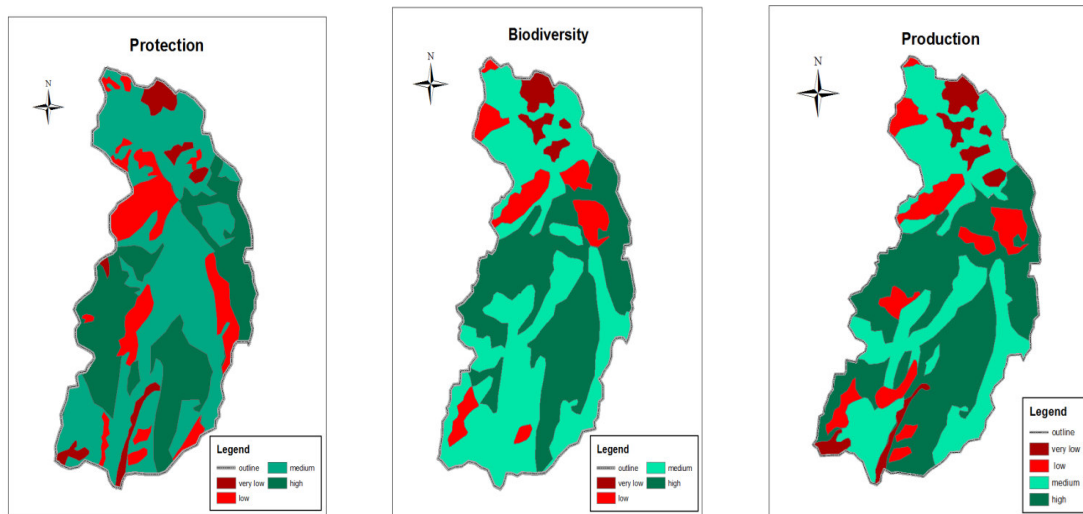 Protection
N
Legend
outline
very low
low
medium
high
Biodiversity
N
Legend
outline
very low
low
medium
high
Production
N
Legend
outline
very low
low
medium
high